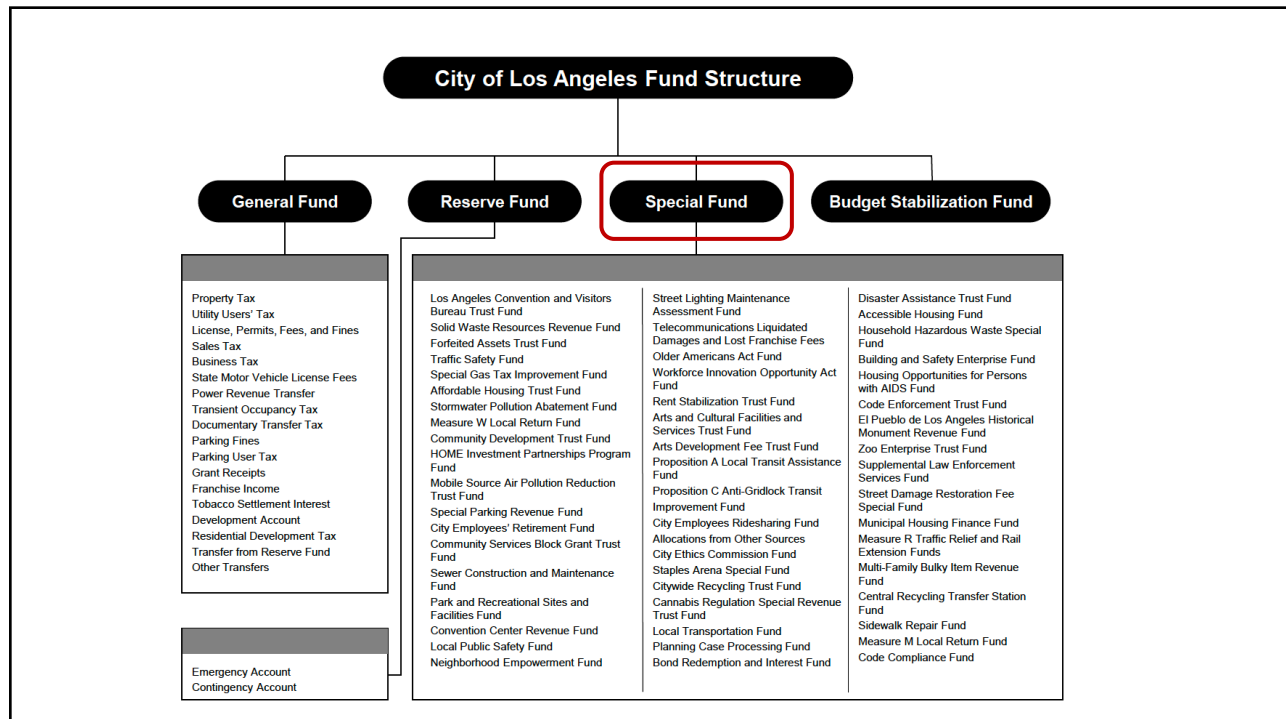 City of Los Angeles Fund Structure
General Fund
Reserve Fund
Special Fund
Budget Stabilization Fund
Property Tax
Utility Users' Tax
License, Permits, Fees, and Fines
Sales Tax
Business Tax
State Motor Vehicle License Fees
Power Revenue Transfer
Transient Occupancy Tax
Documentary Transfer Tax
Parking Fines
Parking User Tax
Grant Receipts
Franchise Income
Tobacco Settlement Interest
Development Account
Residential Development Tax
Transfer from Reserve Fund
Other Transfers
Emergency Account
Contingency Account
Los Angeles Convention and Visitors
Bureau Trust Fund
Solid Waste Resources Revenue Fund
Forfeited Assets Trust Fund
Traffic Safety Fund
Special Gas Tax Improvement Fund
Affordable Housing Trust Fund
Stormwater Pollution Abatement Fund
Measure W Local Return Fund
Community Development Trust Fund
HOME Investment Partnerships Program
Fund
Mobile Source Air Pollution Reduction
Trust Fund
Special Parking Revenue Fund
City Employees' Retirement Fund
Community Services Block Grant Trust
Fund
Sewer Construction and Maintenance
Fund
Park and Recreational Sites and
Facilities Fund
Convention Center Revenue Fund
Local Public Safety Fund
Neighborhood Empowerment Fund
Street Lighting Maintenance
Assessment Fund
Telecommunications Liquidated
Damages and Lost Franchise Fees
Older Americans Act Fund
Workforce Innovation Opportunity Act
Fund
Rent Stabilization Trust Fund
Arts and Cultural Facilities and
Services Trust Fund
Arts Development Fee Trust Fund
Proposition A Local Transit Assistance
Fund
Proposition C Anti-Gridlock Transit
Improvement Fund
City Employees Ridesharing Fund
Allocations from Other Sources
City Ethics Commission Fund
Staples Arena Special Fund
Citywide Recycling Trust Fund
Cannabis Regulation Special Revenue
Trust Fund
Local Transportation Fund
Planning Case Processing Fund
Bond Redemption and Interest Fund
Disaster Assistance Trust Fund
Accessible Housing Fund
Household Hazardous Waste Special
Fund
Building and Safety Enterprise Fund
Housing Opportunities for Persons
with AIDS Fund
Code Enforcement Trust Fund
El Pueblo de Los Angeles Historical
Monument Revenue Fund
Zoo Enterprise Trust Fund
Supplemental Law Enforcement
Services Fund
Street Damage Restoration Fee
Special Fund
Municipal Housing Finance Fund
Measure R Traffic Relief and Rail
Extension Funds
Multi-Family Bulky Item Revenue
Fund
Central Recycling Transfer Station
Fund
Sidewalk Repair Fund
Measure M Local Return Fund
Code Compliance Fund